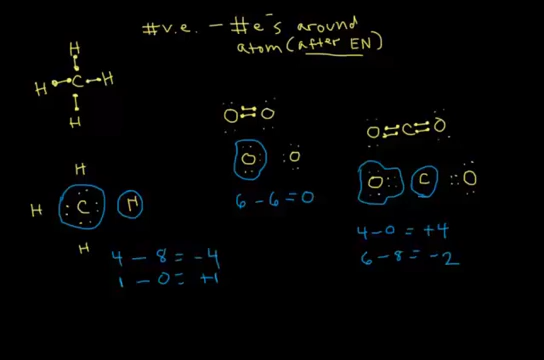 #v.e. - #e⁻s around
atom (after EN)
H
H C H
H
O=O
O=C=O
H
H C H
H
O O
O C O
6 - 6 = 0
4 - 0 = +4
6 - 8 = -2
4 - 8 = -4
1 - 0 = +1